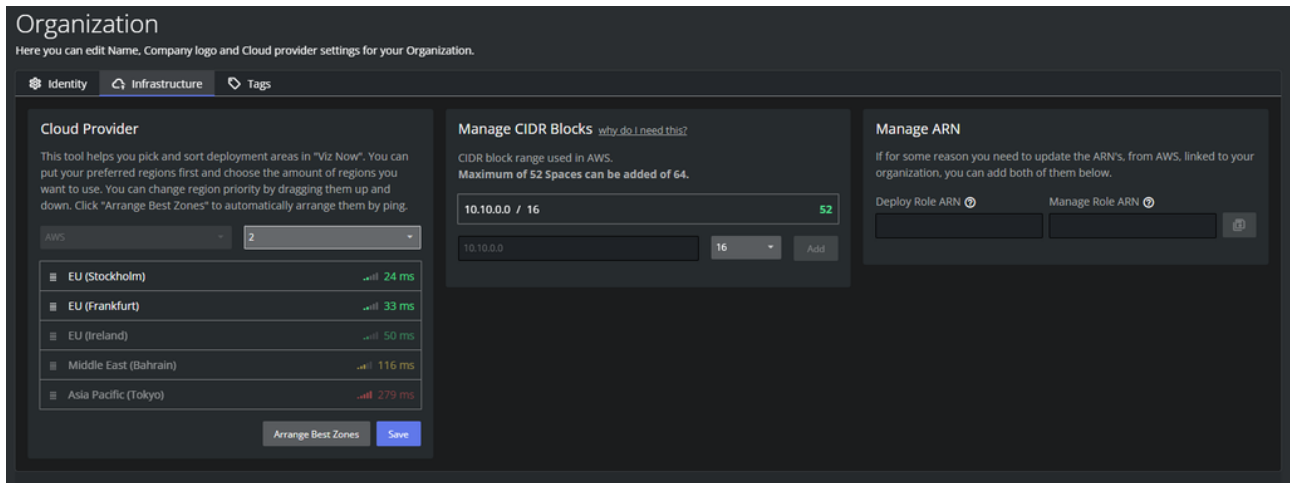 Organization
Here you can edit Name, Company logo and Cloud provider settings for your Organization.
Identity
Infrastructure
Tags
Cloud Provider
This tool helps you pick and sort deployment areas in "Viz Now". You can
put your preferred regions first and choose the amount of regions you
want to use. You can change region priority by dragging them up and
down. Click "Arrange Best Zones" to automatically arrange them by ping.
AWS
2
EU (Stockholm) 24 ms
EU (Frankfurt) 33 ms
EU (Ireland) 50 ms
Middle East (Bahrain) 116 ms
Asia Pacific (Tokyo) 279 ms
Arrange Best Zones
Save
Manage CIDR Blocks why do I need this?
CIDR block range used in AWS.
Maximum of 52 Spaces can be added of 64.
10.10.0.0 / 16 52
10.10.0.0
16
Add
Manage ARN
If for some reason you need to update the ARN's, from AWS, linked to your
organization, you can add both of them below.
Deploy Role ARN
Manage Role ARN